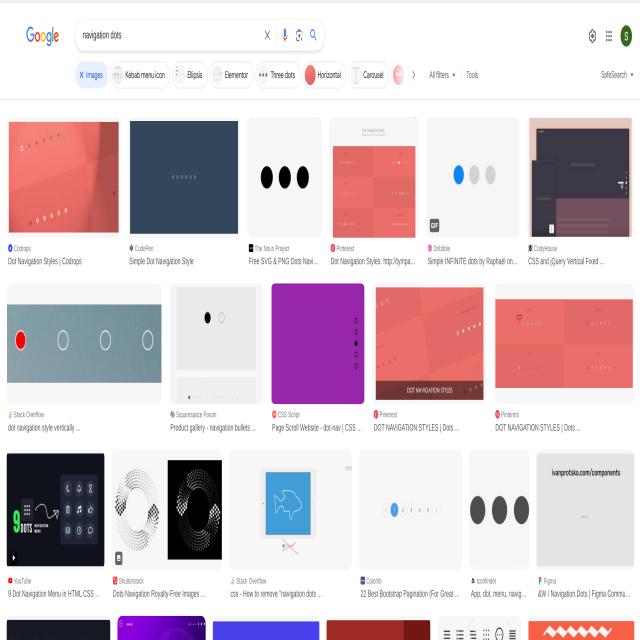 Google
navigation dots
S
Images
Kebab menu icon
Ellipsis
Elementor
Three dots
Horizontal
Carousel
All filters
Tools
SafeSearch
The Noun Project
GIF
Codrops
CodePen
Pinterest
Dribbble
CodyHouse
Dot Navigation Styles | Codrops
Simple Dot Navigation Style
Free SVG & PNG Dots Navi...
Dot Navigation Styles: http://tympa...
Simple INFINITE dots by Raphael on...
CSS and jQuery Vertical Fixed ...
DOT NAVIGATION STYLES
Stack Overflow
Squarespace Forum
CSS Script
Pinterest
Pinterest
dot navigation style vertically ...
Product gallery - navigation bullets ...
Page Scroll Website - dot-nav | CSS ...
DOT NAVIGATION STYLES | Dots ...
DOT NAVIGATION STYLES | Dots ...
ivanprotsko.com/components
9 DOTS NAVIGATION MENU
YouTube
Shutterstock
Stack Overflow
Colorlib
Iconfinder
Figma
9 Dot Navigation Menu in HTML CSS ...
Dots Navigation Royalty-Free Images ...
css - How to remove "navigation dots ...
22 Best Bootstrap Pagination (For Great ...
App, dot, menu, navig...
&W / Navigation Dots | Figma Commu...